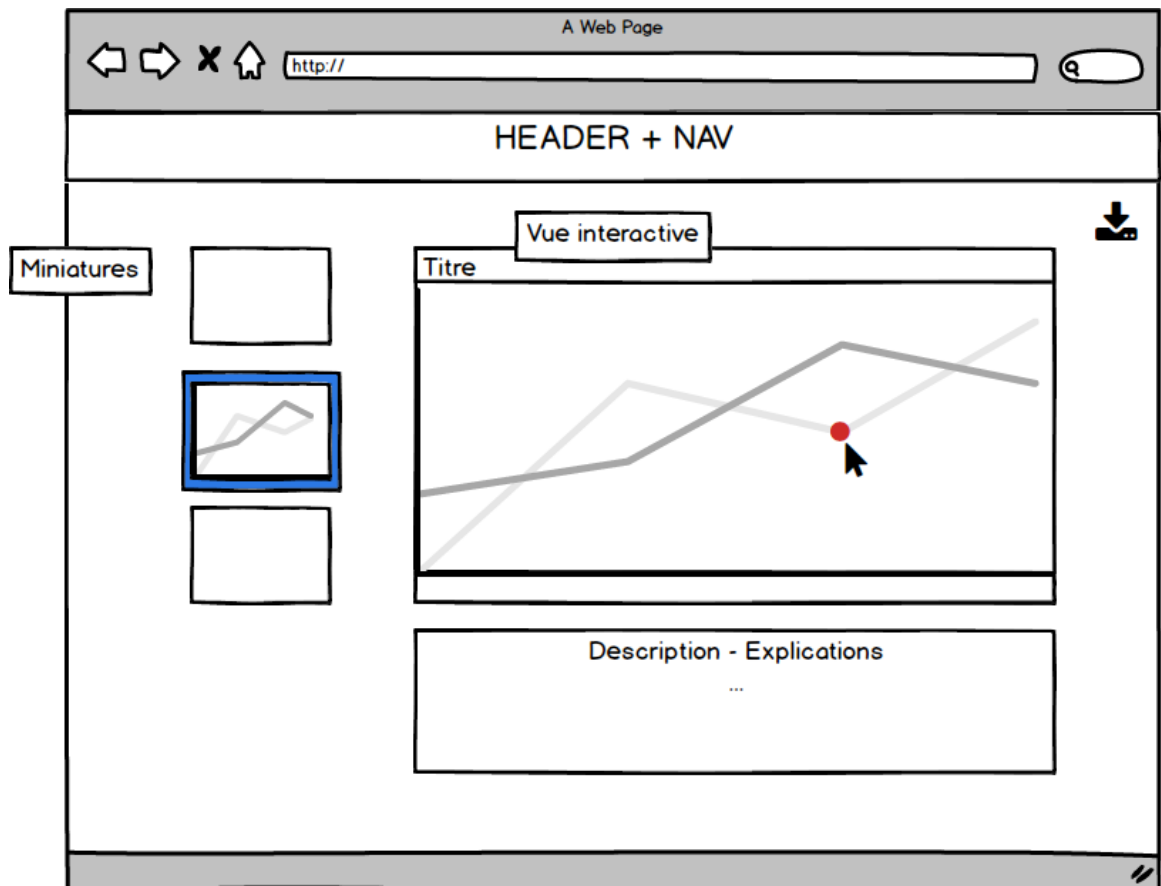 A Web Page
http://
HEADER + NAV
Vue interactive
Miniatures
Titre
Description - Explications
...